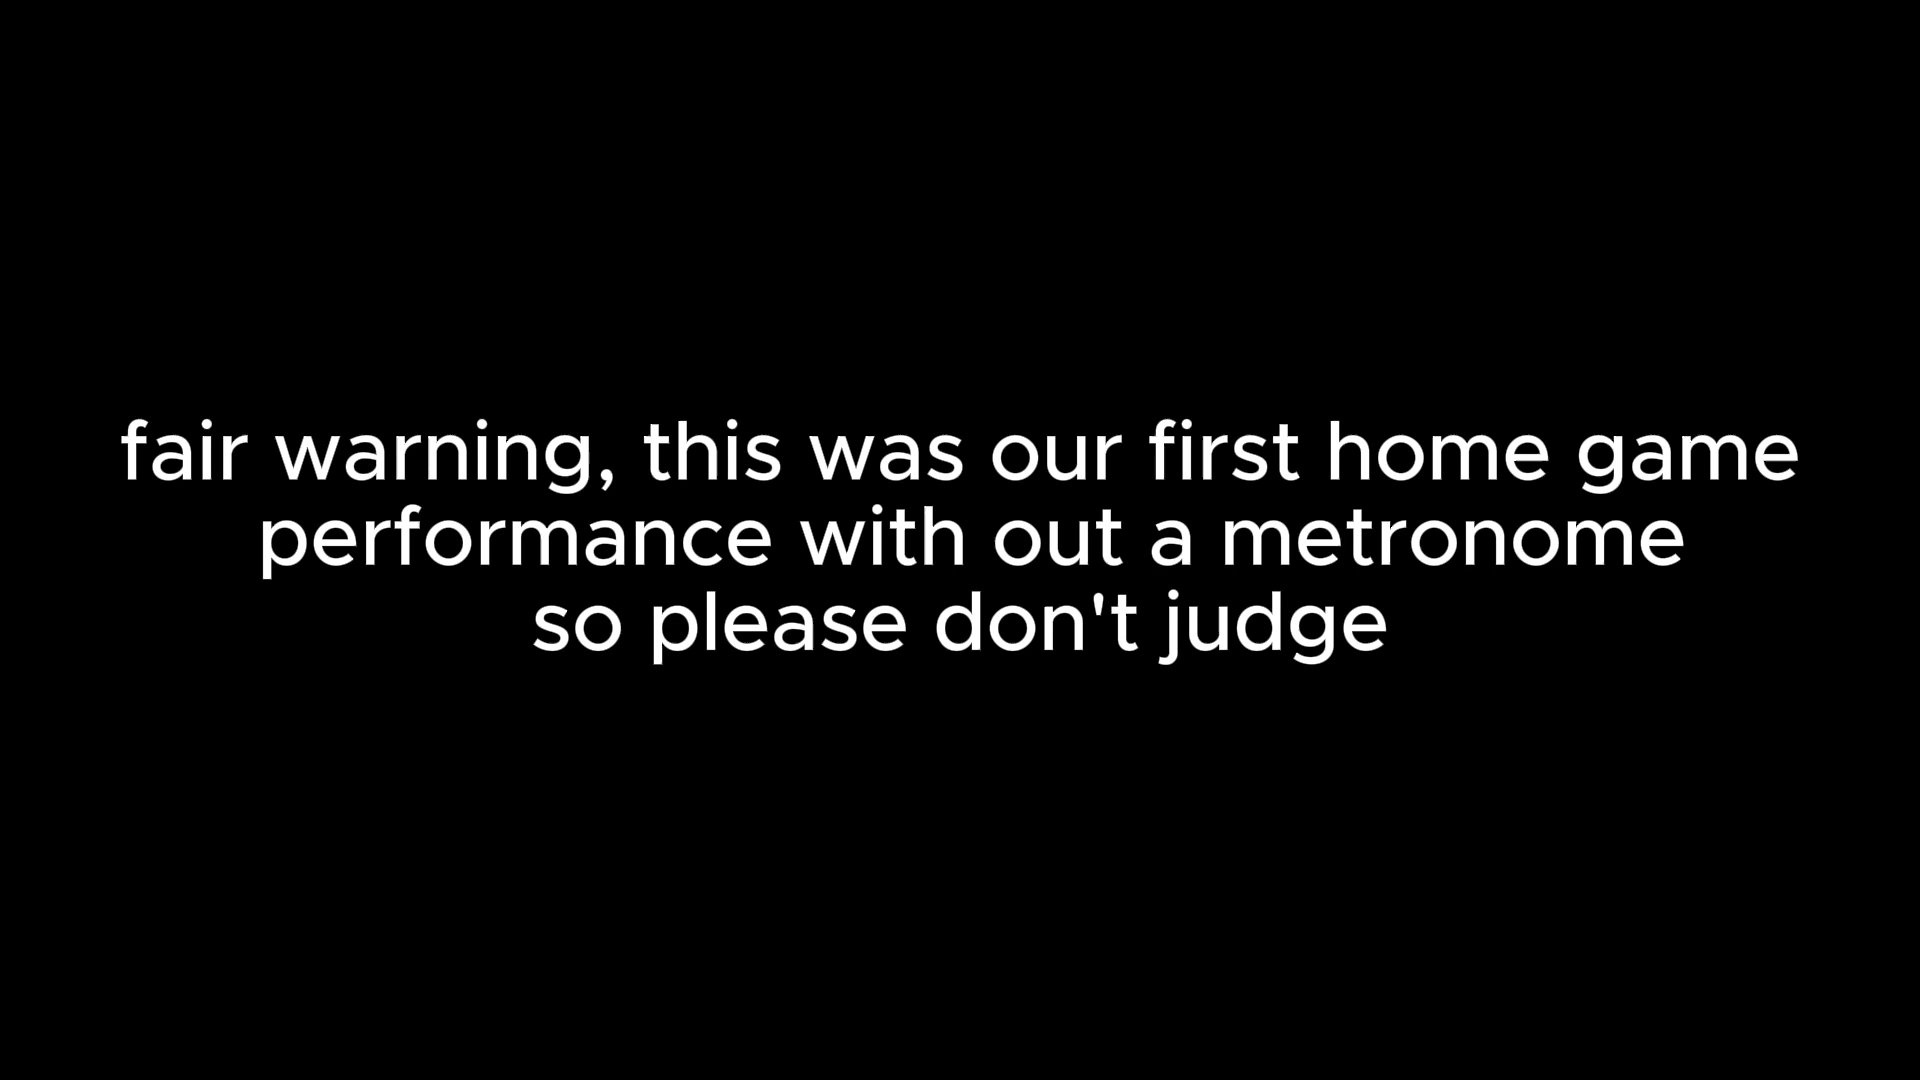 fair warning, this was our first home game
performance with out a metronome
so please don't judge